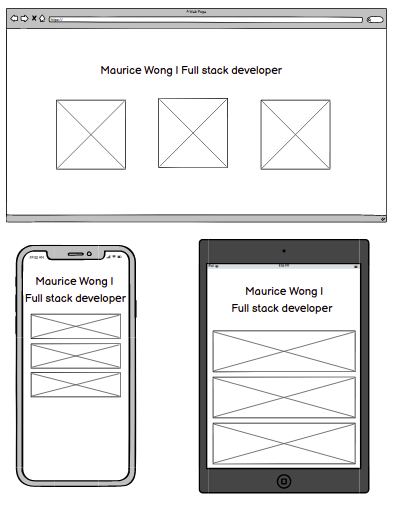 A Web Page
https://
Maurice Wong I Full stack developer
Maurice Wong I
Full stack developer
Maurice Wong I
Full stack developer